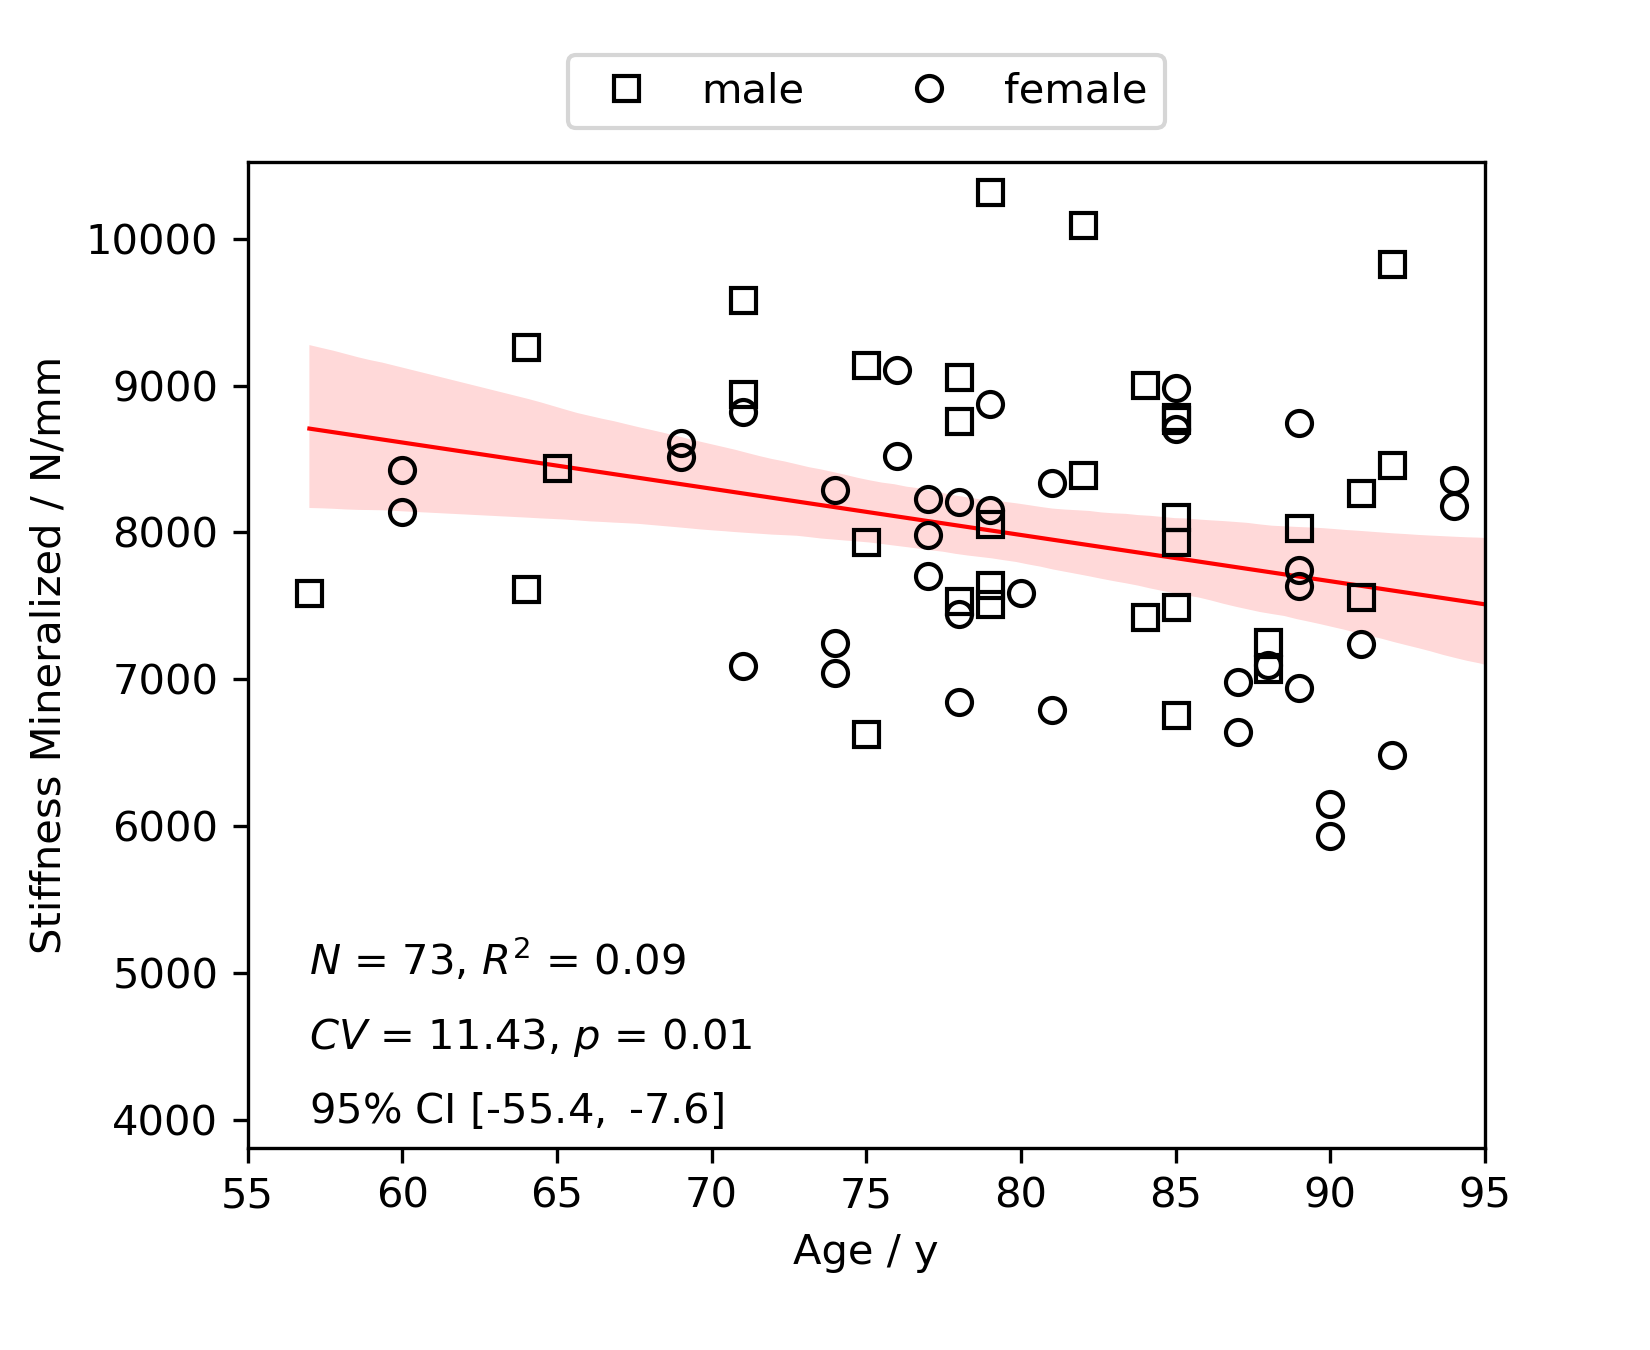 male female
10000
9000
8000
7000
6000
5000
4000
Stiffness Mineralized / N/mm
N = 73, R² = 0.09
CV = 11.43, p = 0.01
95% CI [-55.4, -7.6]
55 60 65 70 75 80 85 90 95
Age / y